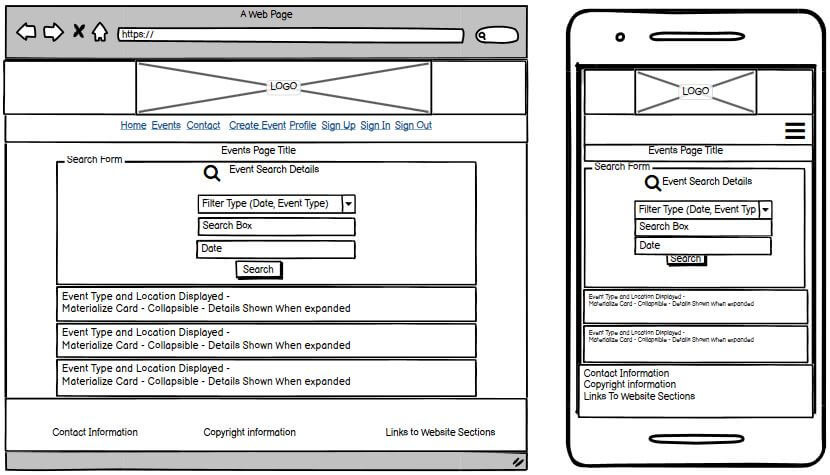 A Web Page
https://
LOGO
Home Events Contact Create Event Profile Sign Up Sign In Sign Out
Events Page Title
Search Form
Event Search Details
Filter Type (Date, Event Type)
Search Box
Date
Search
Event Type and Location Displayed -
Materialize Card - Collapsible - Details Shown When expanded
Event Type and Location Displayed -
Materialize Card - Collapsible - Details Shown When expanded
Event Type and Location Displayed -
Materialize Card - Collapsible - Details Shown When expanded
Contact Information Copyright information Links to Website Sections
LOGO
Events Page Title
Search Form
Event Search Details
Filter Type (Date, Event Typ
Search Box
Date
Search
Event Type and Location Displayed -
Materialize Card - Collapsible - Details Shown When expanded
Event Type and Location Displayed -
Materialize Card - Collapsible - Details Shown When expanded
Contact Information
Copyright information
Links To Website Sections